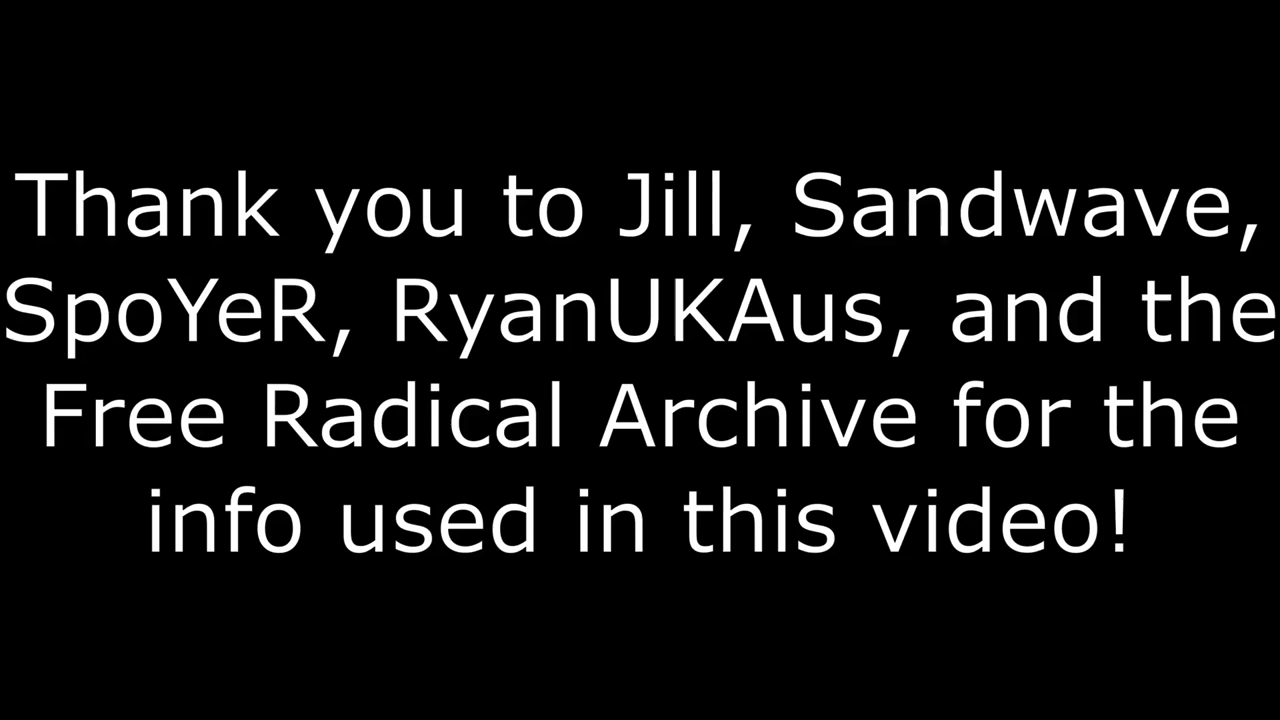 Thank you to Jill, Sandwave,
SpoYeR, RyanUKAus, and the
Free Radical Archive for the
info used in this video!